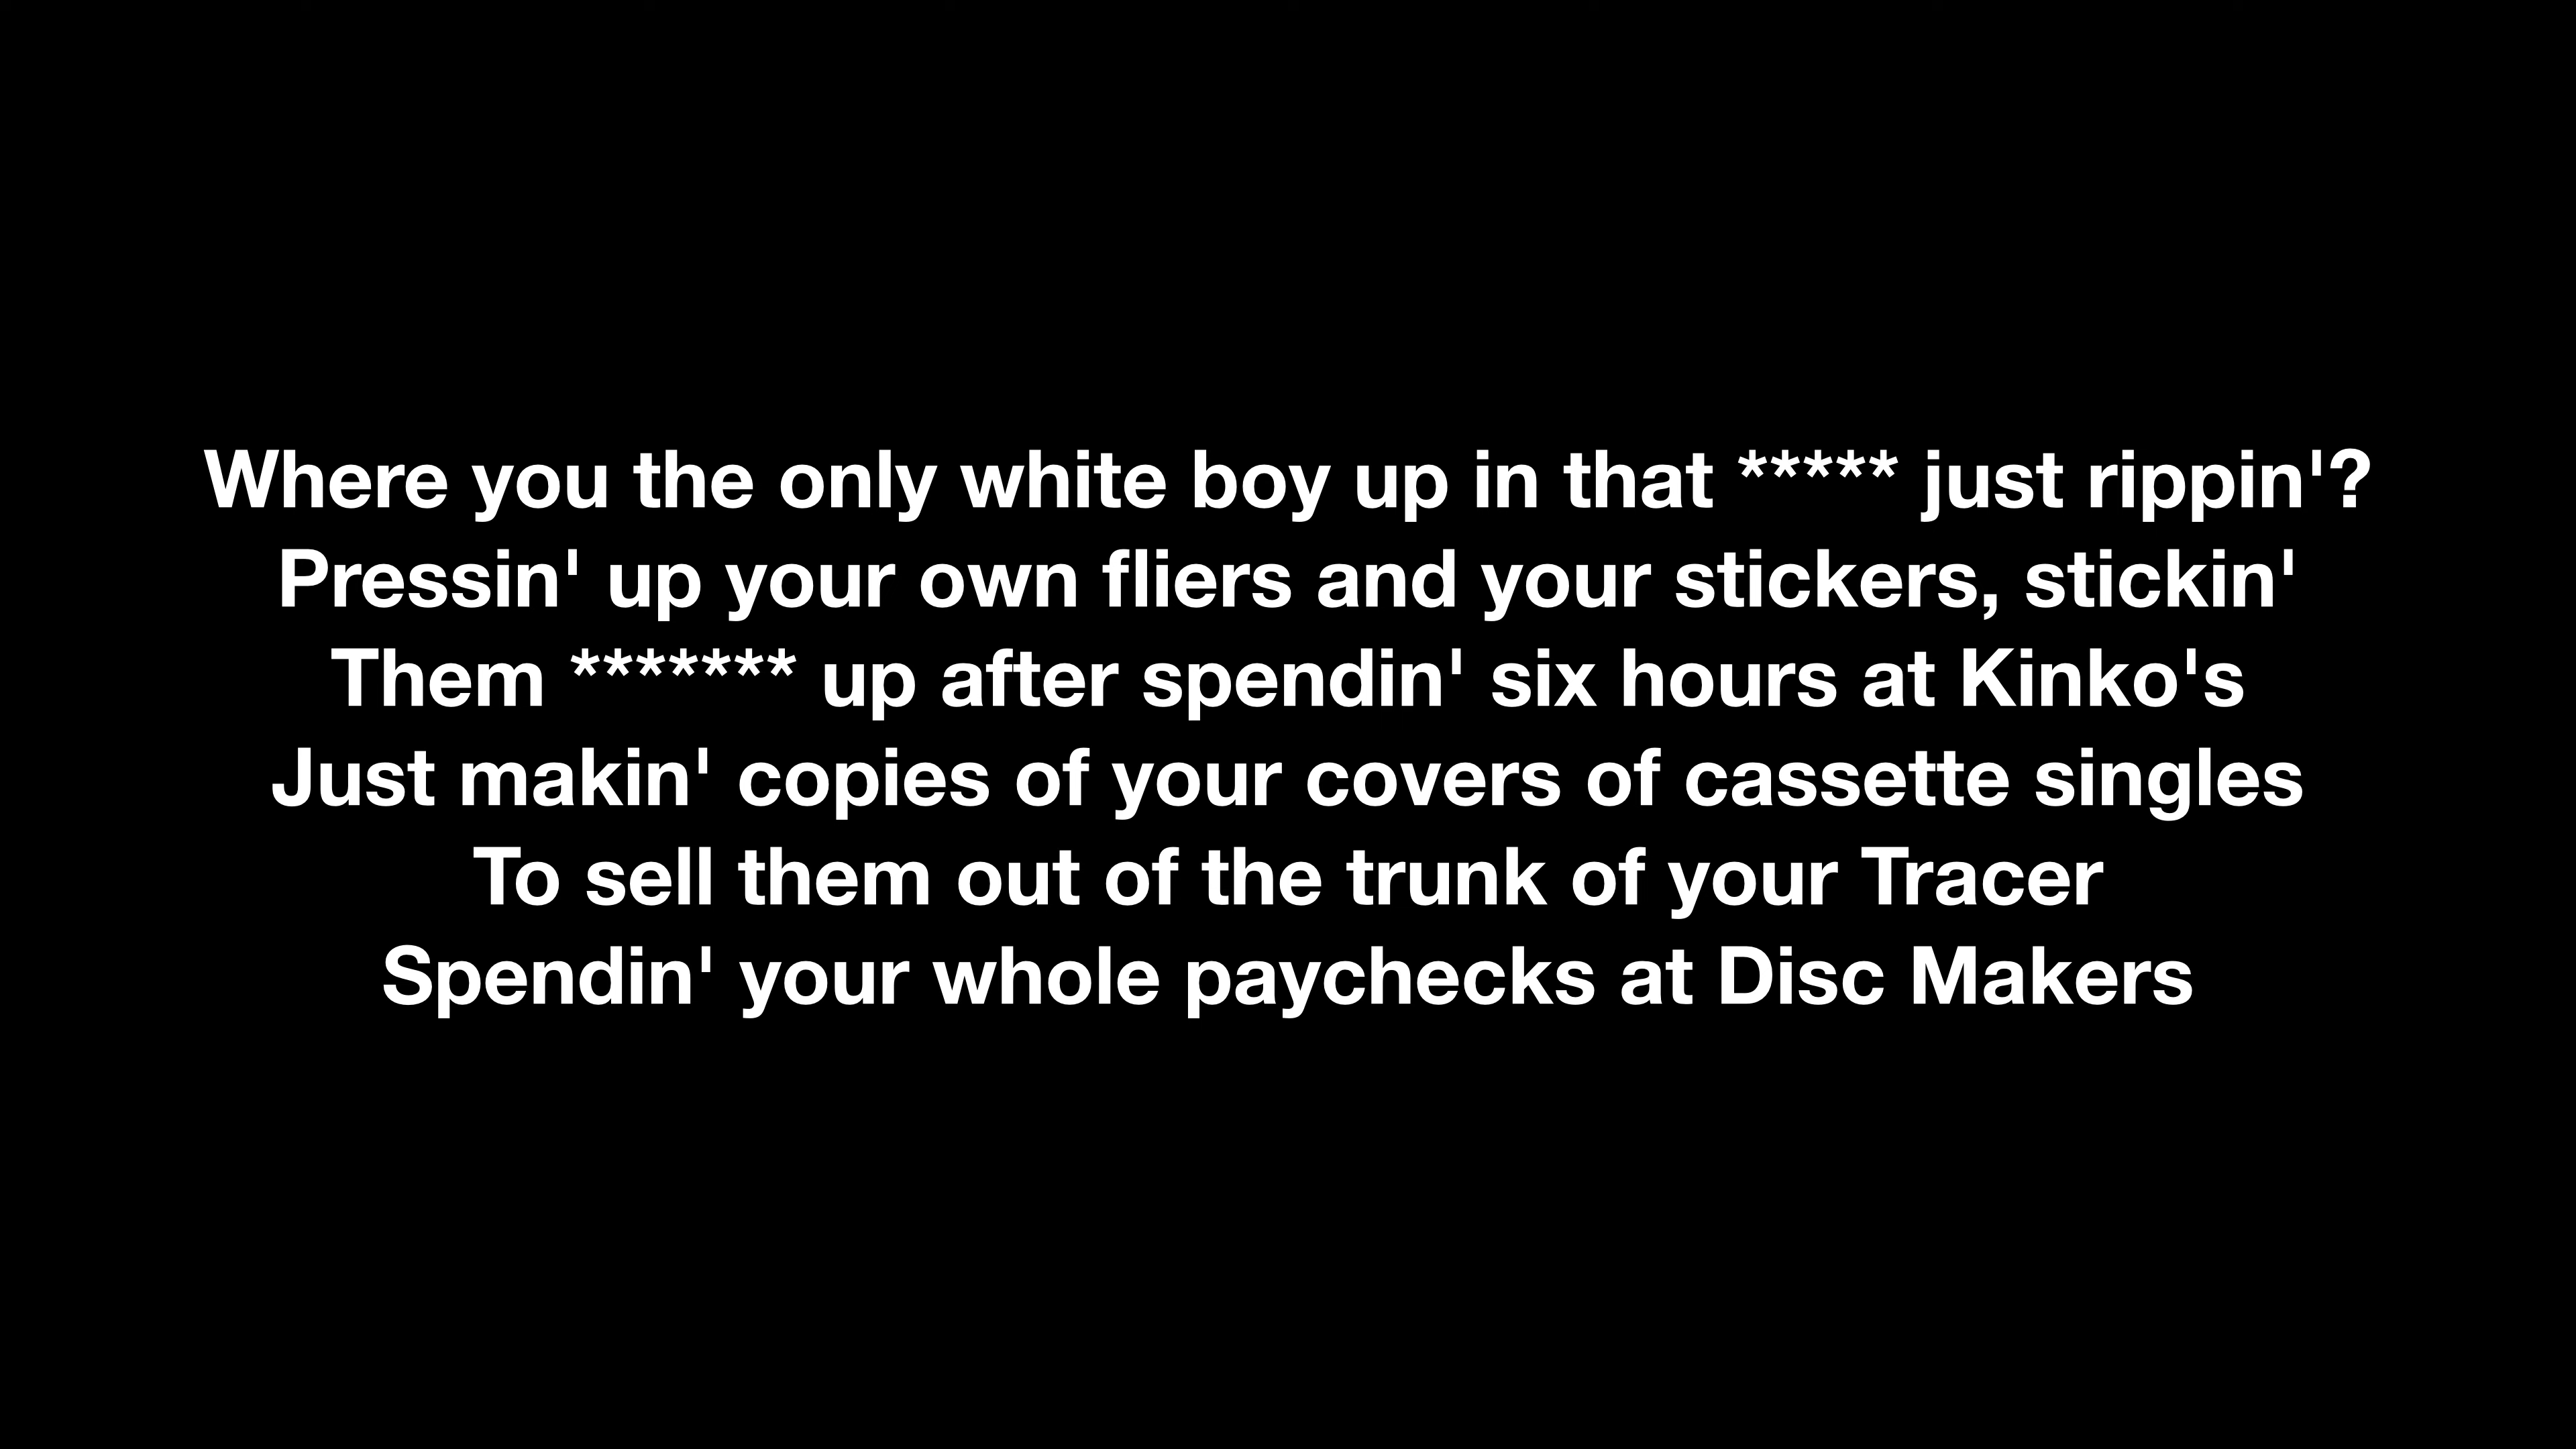 Where you the only white boy up in that ***** just rippin'?
Pressin' up your own fliers and your stickers, stickin'
Them ******* up after spendin' six hours at Kinko's
Just makin' copies of your covers of cassette singles
To sell them out of the trunk of your Tracer
Spendin' your whole paychecks at Disc Makers